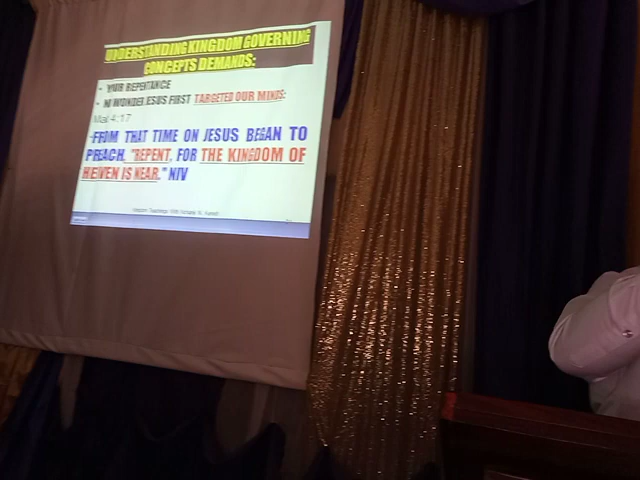 UNDERSTANDING KINGDOM GOVERNING
CONCEPTS DEMANDS:
• YOUR REPENTANCE
• NO WONDER JESUS FIRST TARGETED OUR MINDS:
Mat 4:17
"FROM THAT TIME ON JESUS BEGAN TO
PREACH, "REPENT, FOR THE KINGDOM OF
HEAVEN IS NEAR." NIV